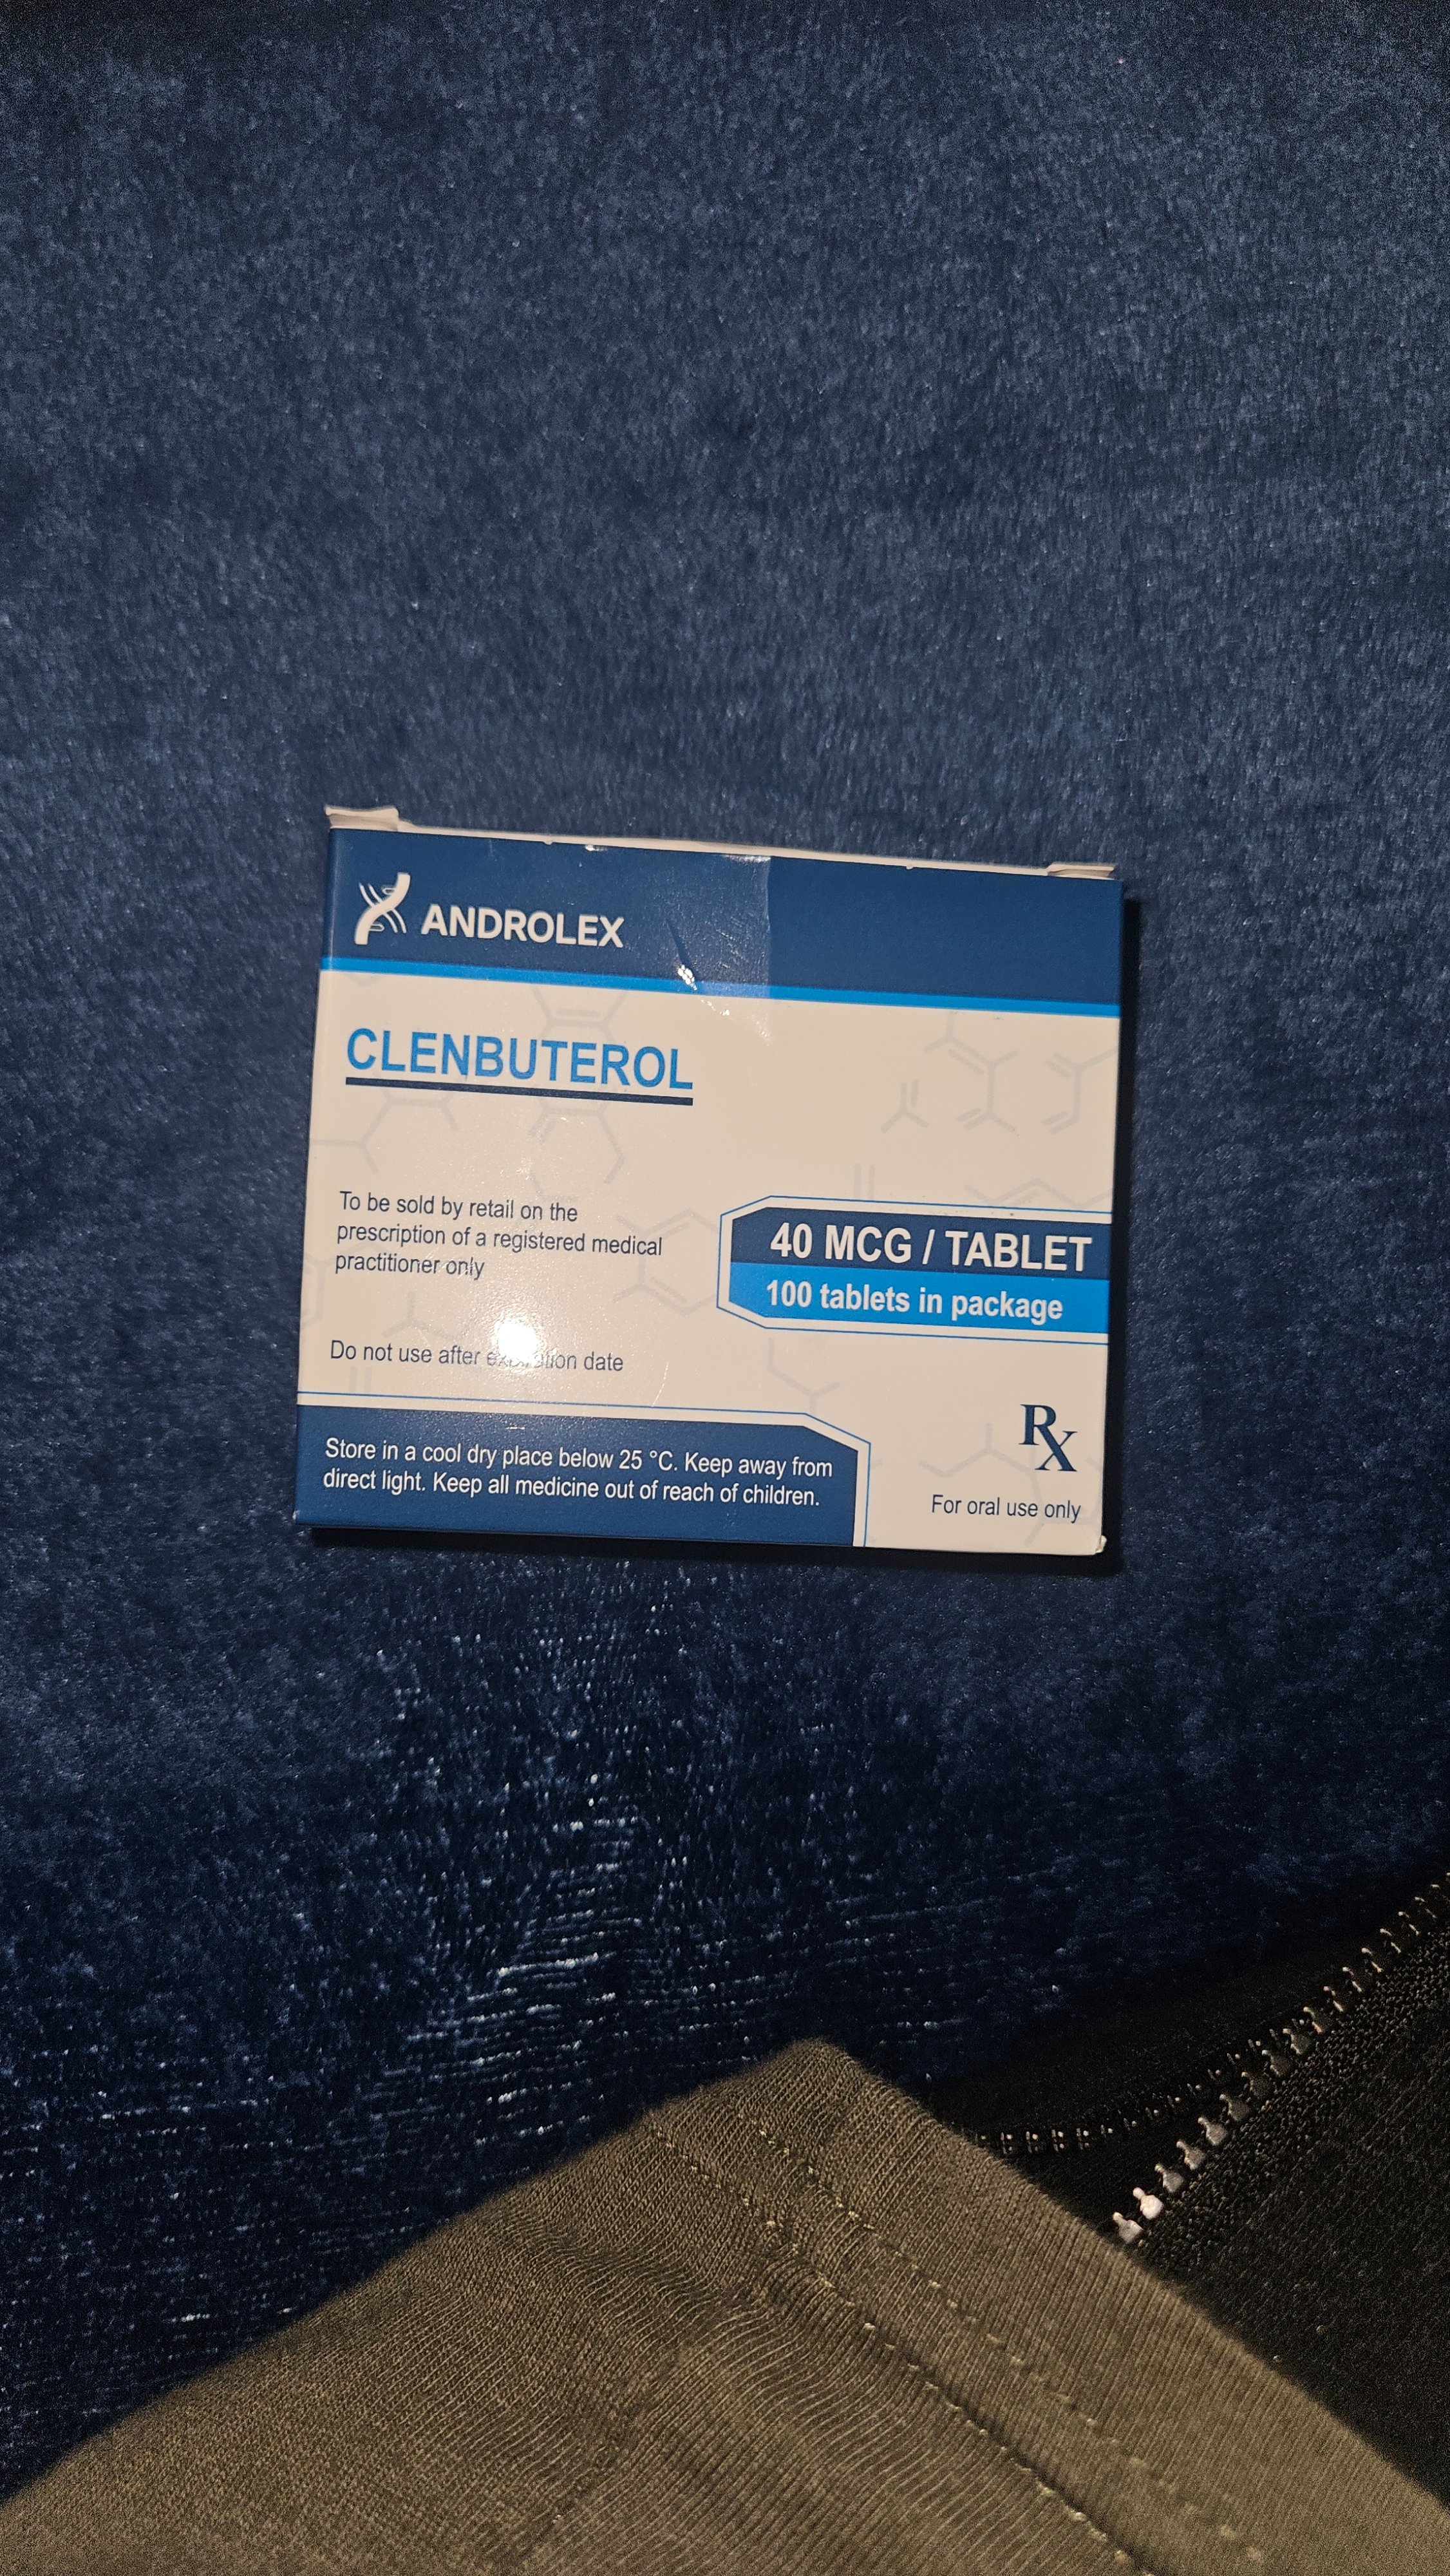 ANDROLEX
CLENBUTEROL
To be sold by retail on the
prescription of a registered medical
practitioner only
40 MCG / TABLET
100 tablets in package
Do not use after expiration date
Store in a cool dry place below 25 °C. Keep away from
direct light. Keep all medicine out of reach of children.
Rx
For oral use only